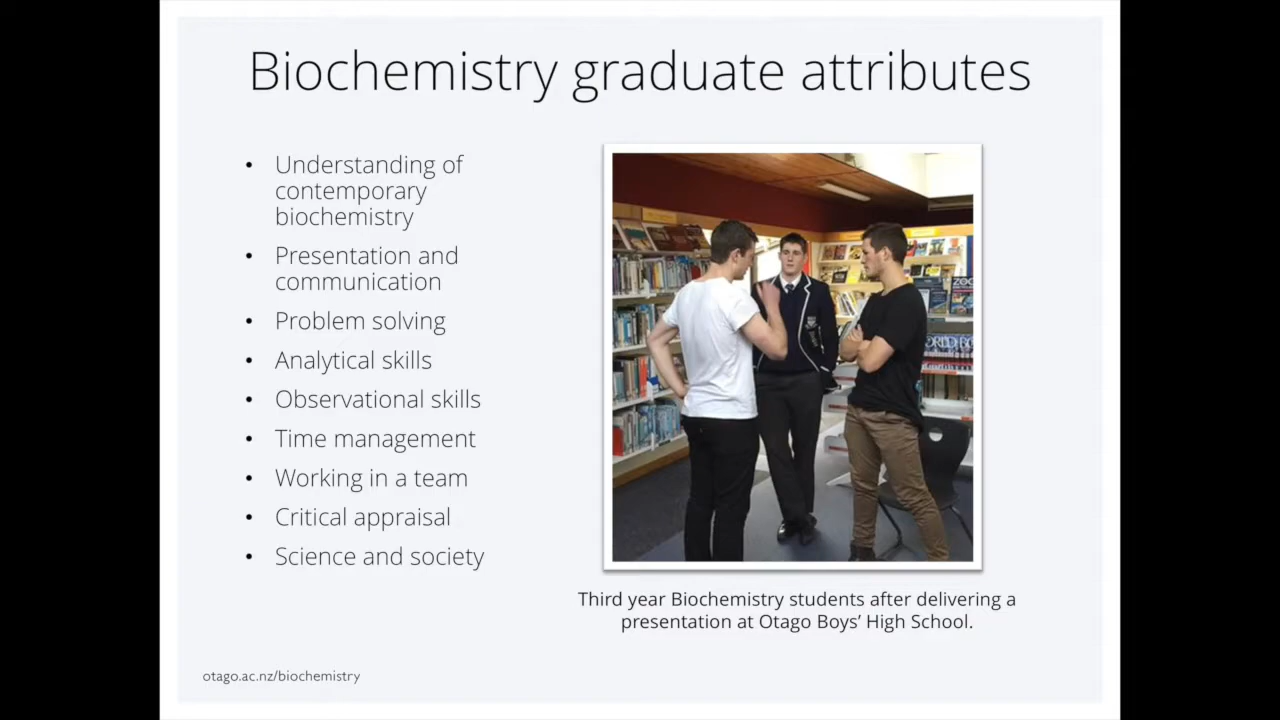 Biochemistry graduate attributes
• Understanding of
contemporary
biochemistry
• Presentation and
communication
• Problem solving
• Analytical skills
• Observational skills
• Time management
• Working in a team
• Critical appraisal
• Science and society
Third year Biochemistry students after delivering a
presentation at Otago Boys’ High School.
otago.ac.nz/biochemistry